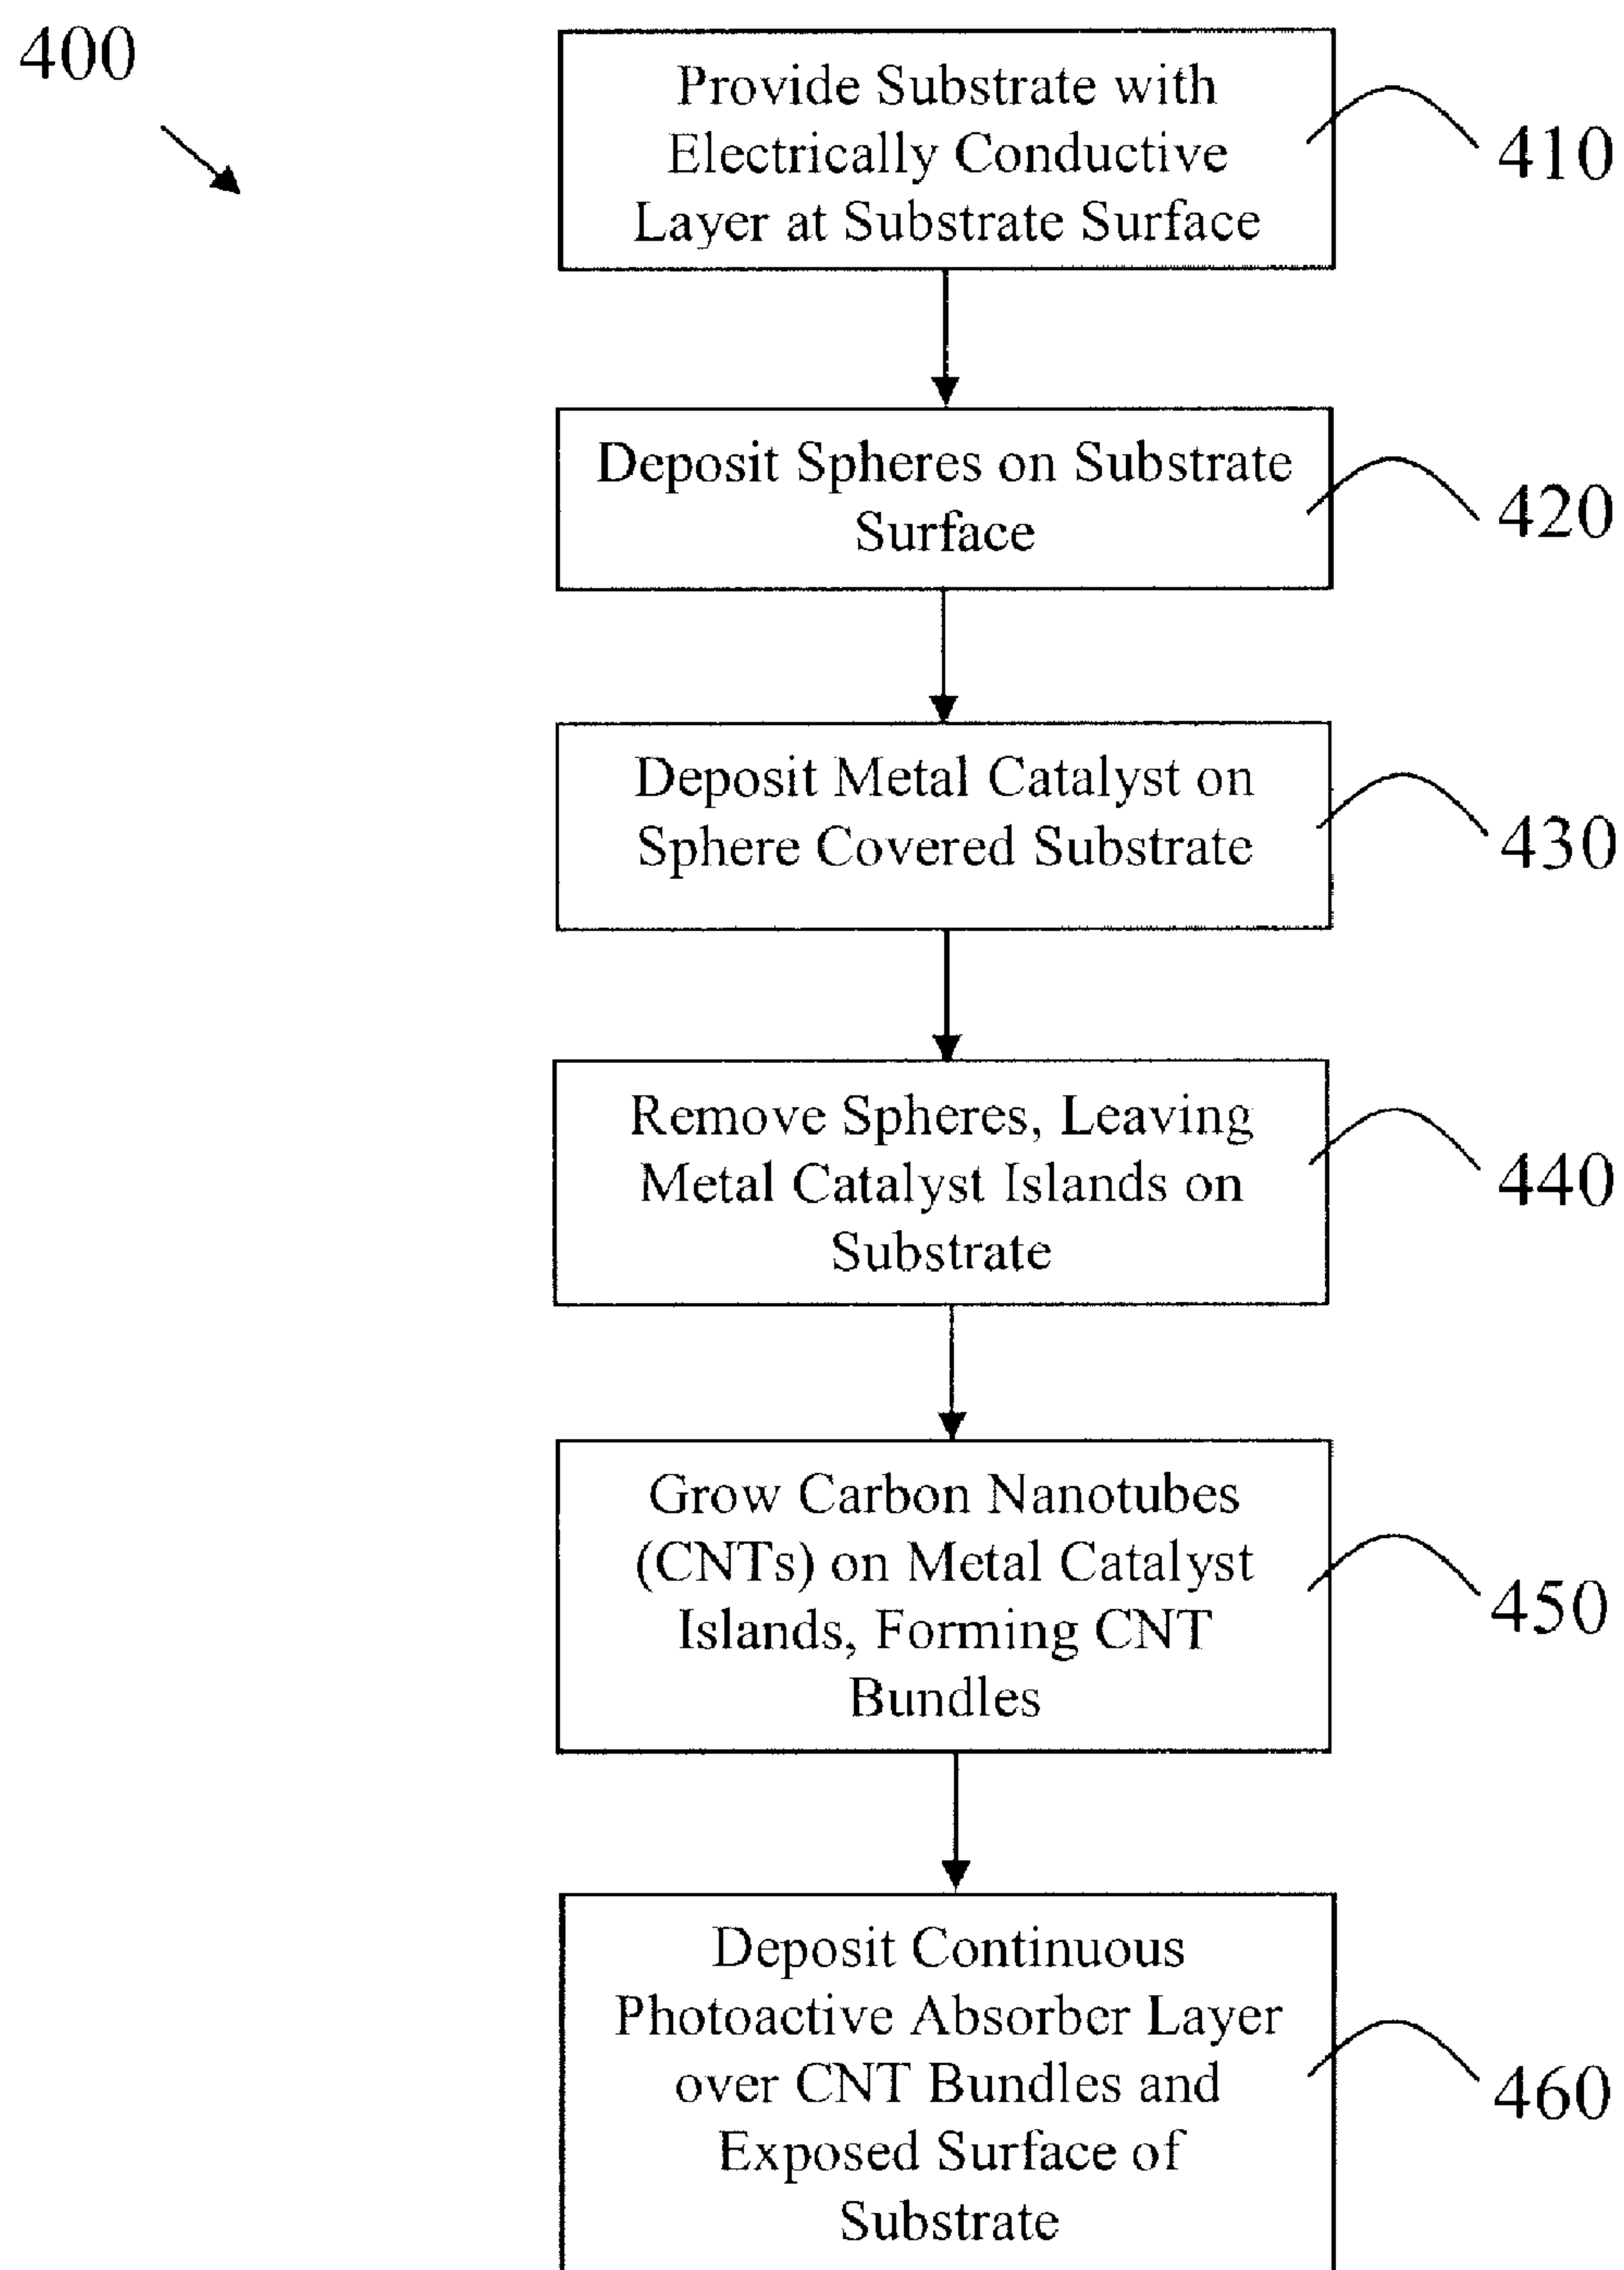 400
Provide Substrate with
Electrically Conductive
Layer at Substrate Surface
410
Deposit Spheres on Substrate
Surface
420
Deposit Metal Catalyst on
Sphere Covered Substrate
430
Remove Spheres, Leaving
Metal Catalyst Islands on
Substrate
440
Grow Carbon Nanotubes
(CNTs) on Metal Catalyst
Islands, Forming CNT
Bundles
450
Deposit Continuous
Photoactive Absorber Layer
over CNT Bundles and
Exposed Surface of
Substrate
460